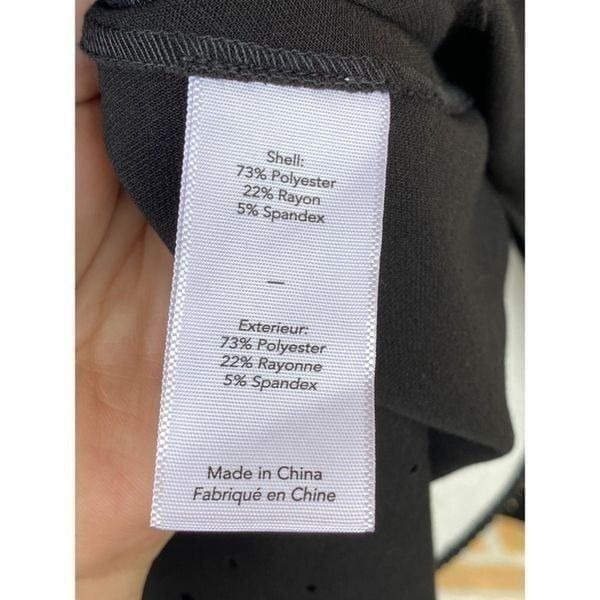 Shell:
73% Polyester
22% Rayon
5% Spandex
—
Exterieur:
73% Polyester
22% Rayonne
5% Spandex
Made in China
Fabriqué en Chine